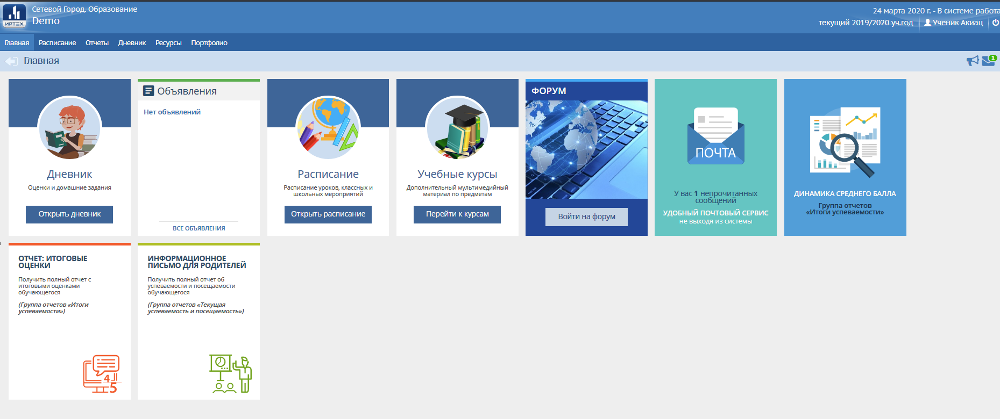 ИРТЕХ
Сетевой Город. Образование
Demo
24 марта 2020 г. - В системе работа
текущий 2019/2020 уч.год
Ученик Акиац
Главная
Расписание
Отчеты
Дневник
Ресурсы
Портфолио
Главная
1
Дневник
Оценки и домашние задания
Открыть дневник
Объявления
Нет объявлений
ВСЕ ОБЪЯВЛЕНИЯ
Расписание
Расписание уроков, классных и
школьных мероприятий
Открыть расписание
Учебные курсы
Дополнительный мультимедийный
материал по предметам
Перейти к курсам
ФОРУМ
Войти на форум
ПОЧТА
У вас 1 непрочитанных
сообщений
УДОБНЫЙ ПОЧТОВЫЙ СЕРВИС
не выходя из системы
ДИНАМИКА СРЕДНЕГО БАЛЛА
Группа отчетов
«Итоги успеваемости»
ОТЧЕТ: ИТОГОВЫЕ
ОЦЕНКИ
Получить полный отчет с
итоговыми оценками
обучающегося
(Группа отчетов «Итоги
успеваемости»)
4
5
ИНФОРМАЦИОННОЕ
ПИСЬМО ДЛЯ РОДИТЕЛЕЙ
Получить полный отчет об
успеваемости и посещаемости
обучающегося
(Группа отчетов «Текущая
успеваемость и посещаемость»)